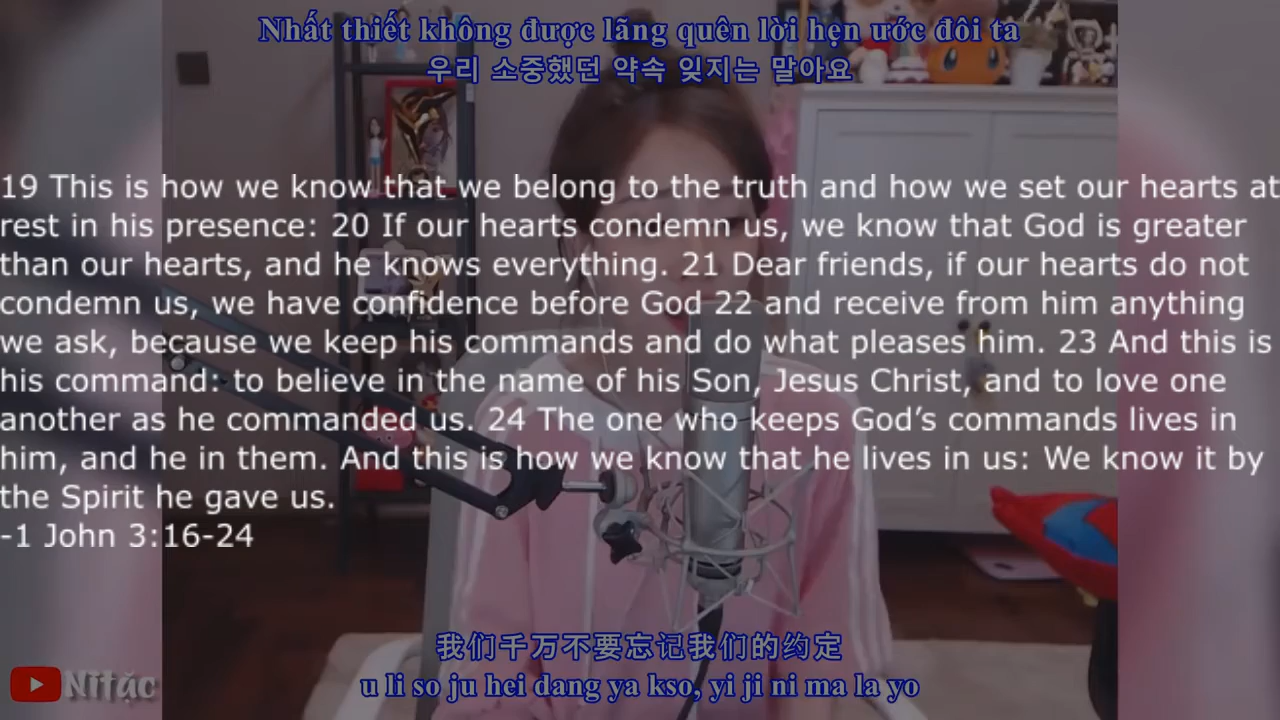 Nhất thiết không được lãng quên lời hẹn ước đôi ta
우리 소중했던 약속 잊지는 말아요
19 This is how we know that we belong to the truth and how we set our hearts at
rest in his presence: 20 If our hearts condemn us, we know that God is greater
than our hearts, and he knows everything. 21 Dear friends, if our hearts do not
condemn us, we have confidence before God 22 and receive from him anything
we ask, because we keep his commands and do what pleases him. 23 And this is
his command: to believe in the name of his Son, Jesus Christ, and to love one
another as he commanded us. 24 The one who keeps God’s commands lives in
him, and he in them. And this is how we know that he lives in us: We know it by
the Spirit he gave us.
-1 John 3:16-24
我们千万不要忘记我们的约定
u li so ju hei dang ya kso, yi ji ni ma la yo
Nitặc